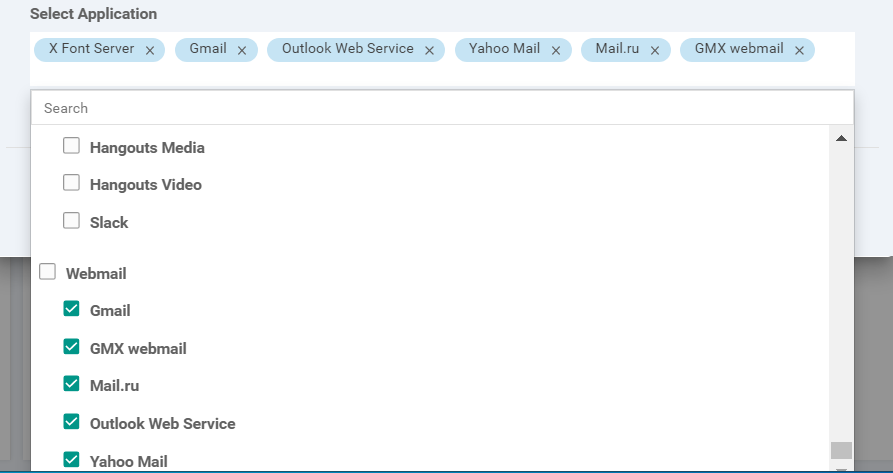 Select Application
X Font Server × Gmail × Outlook Web Service × Yahoo Mail × Mail.ru × GMX webmail ×
Search
Hangouts Media
Hangouts Video
Slack
Webmail
Gmail
GMX webmail
Mail.ru
Outlook Web Service
Yahoo Mail